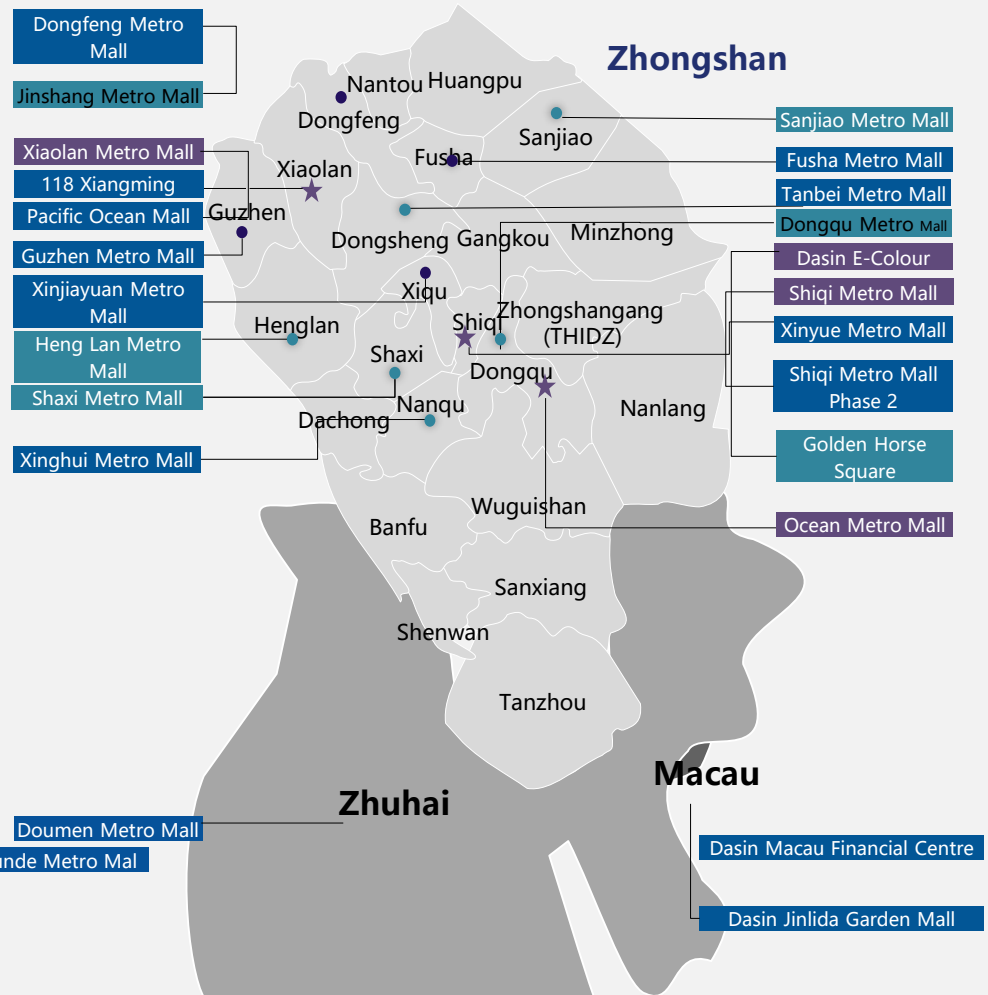 Dongfeng Metro
Mall
Jinshang Metro Mall
Xiaolan Metro Mall
118 Xiangming
Pacific Ocean Mall
Guzhen Metro Mall
Xinjiayuan Metro
Mall
Heng Lan Metro
Mall
Shaxi Metro Mall
Xinghui Metro Mall
Doumen Metro Mall
unde Metro Mal
Zhongshan
Nantou
Huangpu
Dongfeng
Sanjiao
Fusha
Xiaolan
Guzhen
Dongsheng
Gangkou
Minzhong
Xiqu
Henglan
Shiqi
Zhongshangang
(THIDZ)
Shaxi
Dongqu
Nanqu
Dachong
Nanlang
Wuguishan
Banfu
Sanxiang
Shenwan
Tanzhou
Macau
Zhuhai
Sanjiao Metro Mall
Fusha Metro Mall
Tanbei Metro Mall
Dongqu Metro Mall
Dasin E-Colour
Shiqi Metro Mall
Xinyue Metro Mall
Shiqi Metro Mall
Phase 2
Golden Horse
Square
Ocean Metro Mall
Dasin Macau Financial Centre
Dasin Jinlida Garden Mall